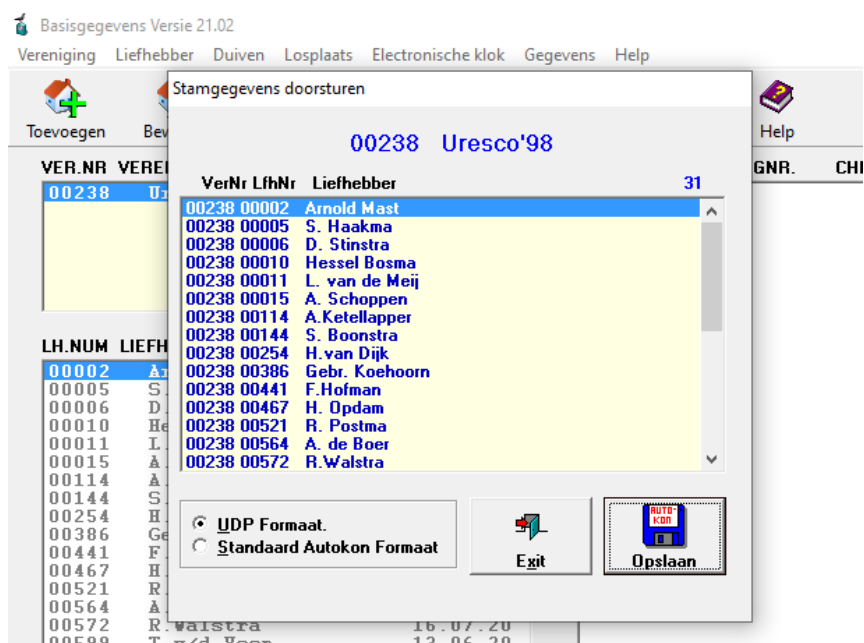 Basisgegevens Versie 21.02
Vereniging Liefhebber Duiven Losplaats Electronische klok Gegevens Help
Stamgegevens doorsturen
Toevoegen
Help
00238 Uresco'98
VER.NR
GNR.
VerNr LfhNr Liefhebber 31
00238
00238 00002 Arnold Mast
00238 00005 S. Haakma
00238 00006 D. Stinstra
00238 00010 Hessel Bosma
00238 00011 L. van de Meij
00238 00015 A. Schoppen
00238 00114 A.Ketellapper
00238 00144 S. Boonstra
00238 00254 H.van Dijk
00238 00386 Gebr. Koehoorn
00238 00441 F.Hofman
00238 00467 H. Opdam
00238 00521 R. Postma
00238 00564 A. de Boer
00238 00572 R.Walstra
LH.NUM
00002
00005
00006
00010
00011
00015
00114
00144
00254
00386
00441
00467
00521
00564
00572 R.Walstra 16.07.20
UDP Formaat.
Standaard Autokon Formaat
Exit
AUTO-
KON
Opslaan